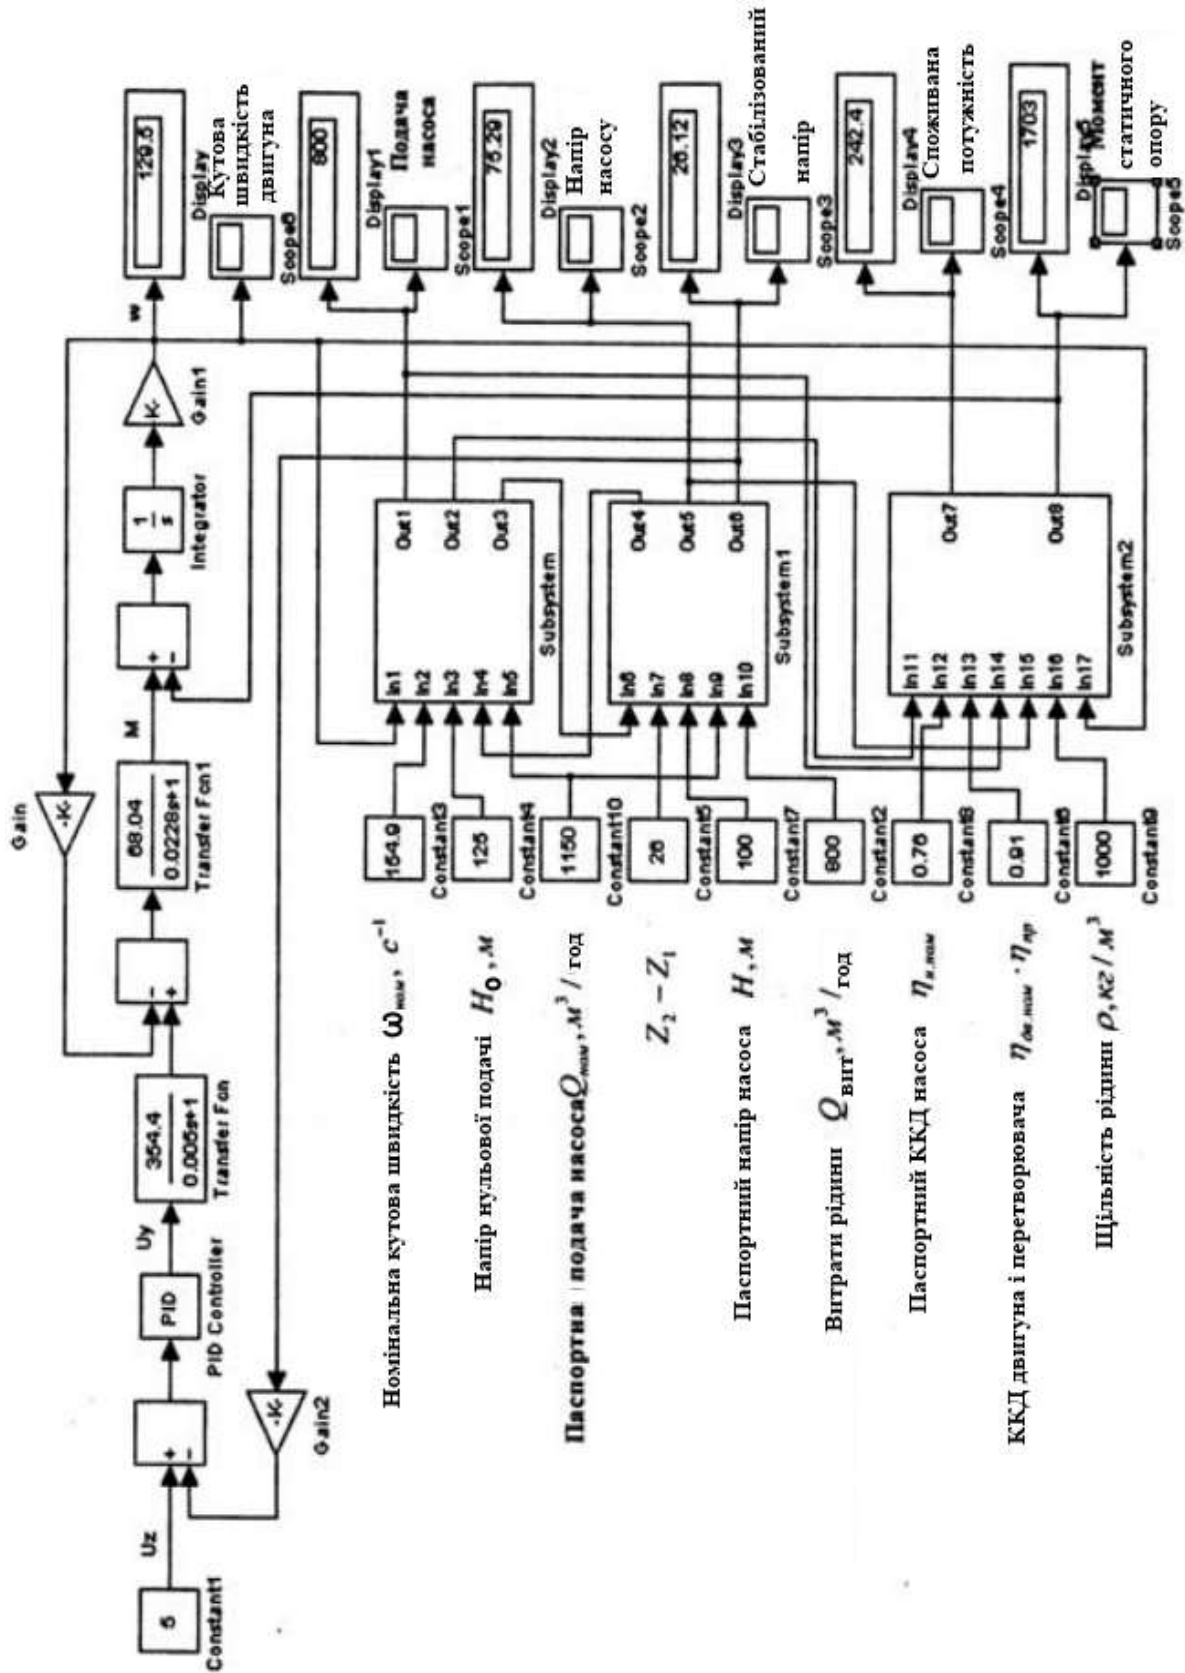 Gain
-K-
Uz
5
Constant1
+
−
PID
PID Controller
Uy
354.4
0.005s+1
Transfer Fcn
−
+
68.04
0.0228s+1
Transfer Fcn1
M
+
−
1
s
Integrator
-K-
Gain1
w
129.5
Display
Кутова
швидкість
двигуна
Scope6
-K-
Gain2
Номінальна кутова швидкість ω ном, с⁻¹
154.9
Constant3
Напір нульової подачі H₀, м
125
Constant4
Паспортна подача насоса Qном, м³ / год
1150
Constant10
Z₂ − Z₁
26
Constant5
Паспортний напір насоса H, м
100
Constant7
Витрати рідини Qвит, м³ / год
800
Constant2
Паспортний ККД насоса ηн.ном
0.76
Constant8
ККД двигуна і перетворювача ηдв.ном · ηпр
0.91
Constant6
Щільність рідини ρ, кг / м³
1000
Constant9
In1
In2
In3
In4
In5
Out1
Out2
Out3
Subsystem
In6
In7
In8
In9
In10
Out4
Out5
Out6
Subsystem1
In11
In12
In13
In14
In15
In16
In17
Out7
Out8
Subsystem2
800
Display1
Подача
насоса
Scope1
75.29
Display2
Напір
насосу
Scope2
26.12
Display3
Стабілізований
напір
Scope3
242.4
Display4
Споживана
потужність
Scope4
1703
Display5
Момент
статичного
опору
Scope5